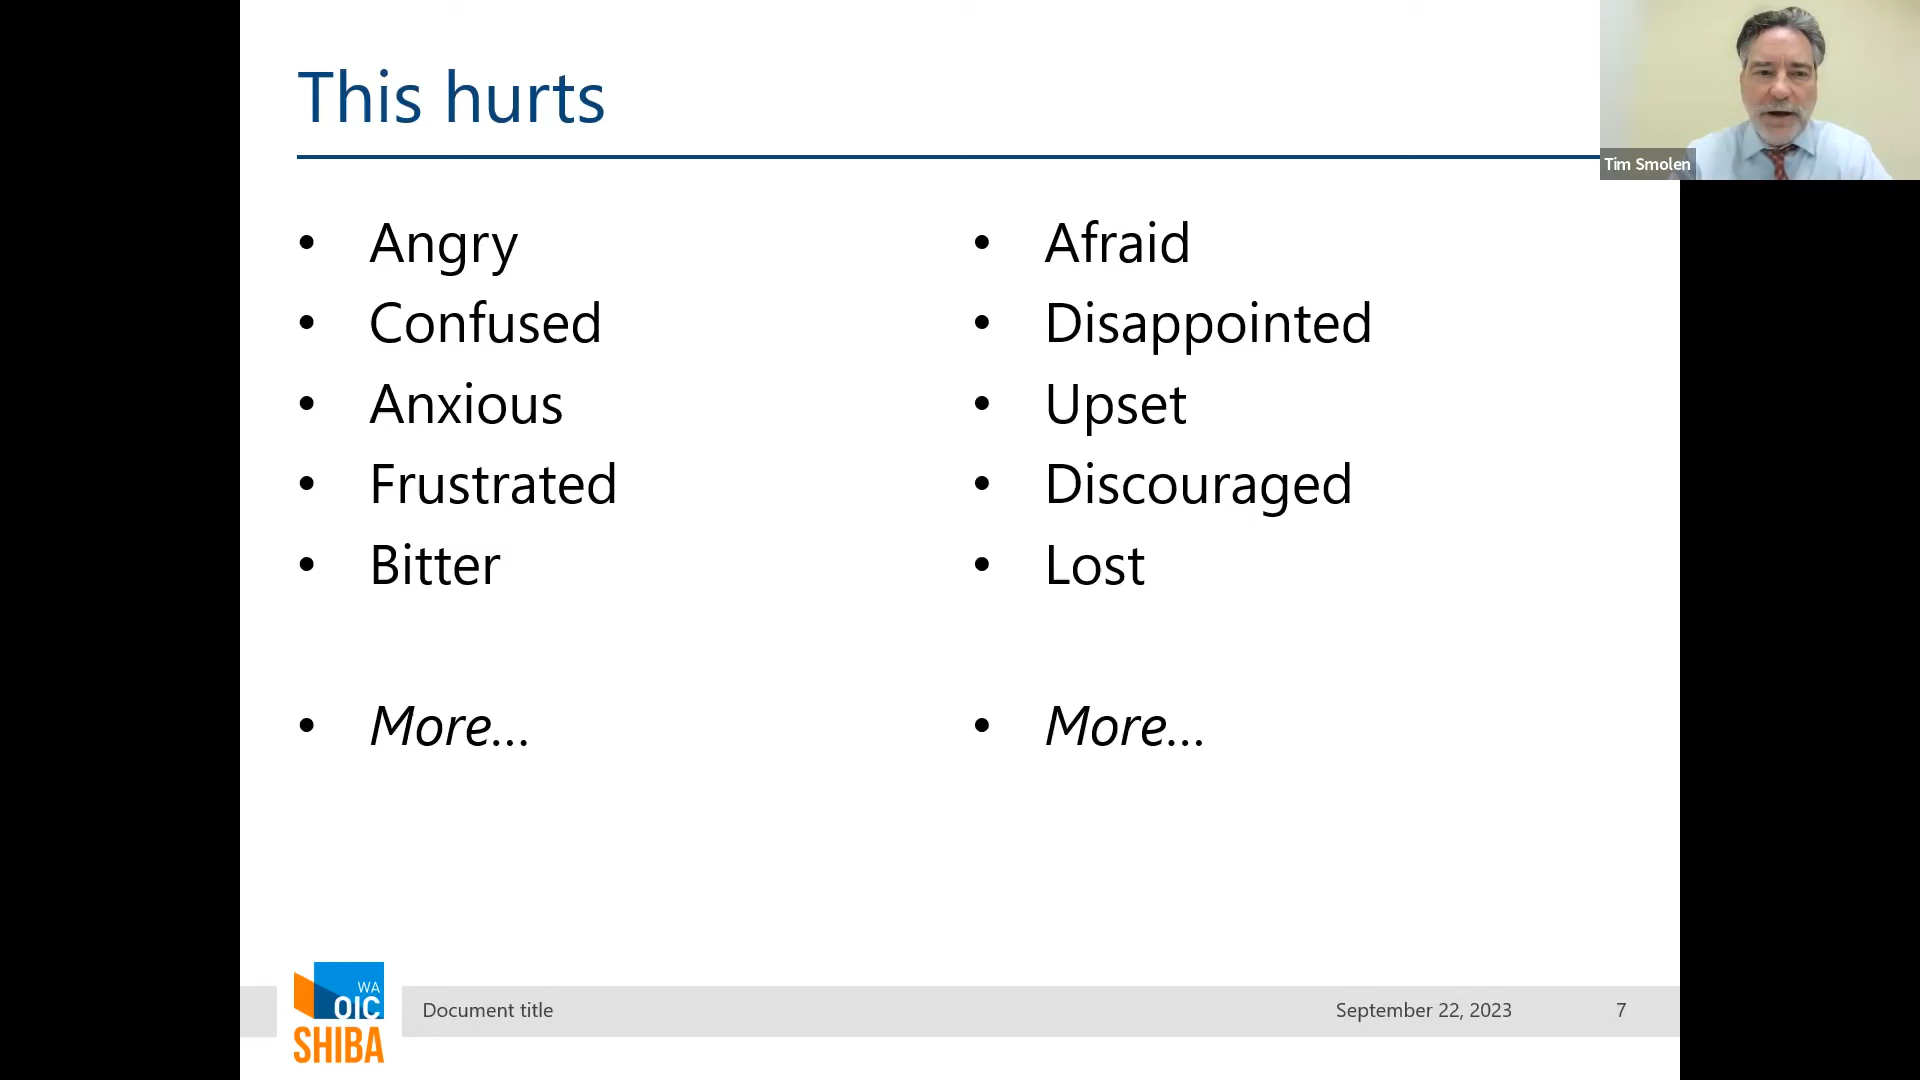 This hurts
Tim Smolen
• Angry
• Confused
• Anxious
• Frustrated
• Bitter
• More...
• Afraid
• Disappointed
• Upset
• Discouraged
• Lost
• More...
WA
OIC
SHIBA
Document title
September 22, 2023
7